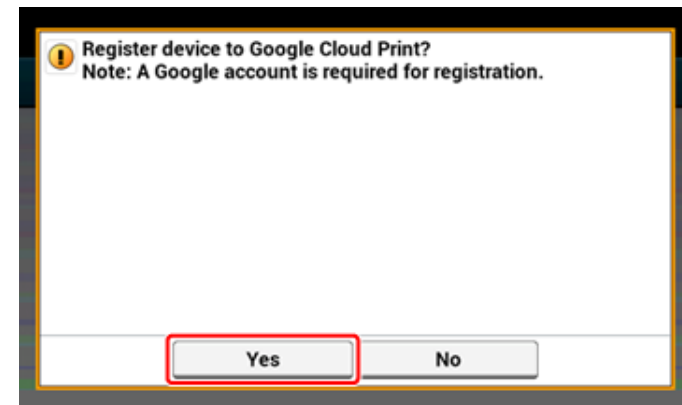 Register device to Google Cloud Print?
Note: A Google account is required for registration.
Yes
No